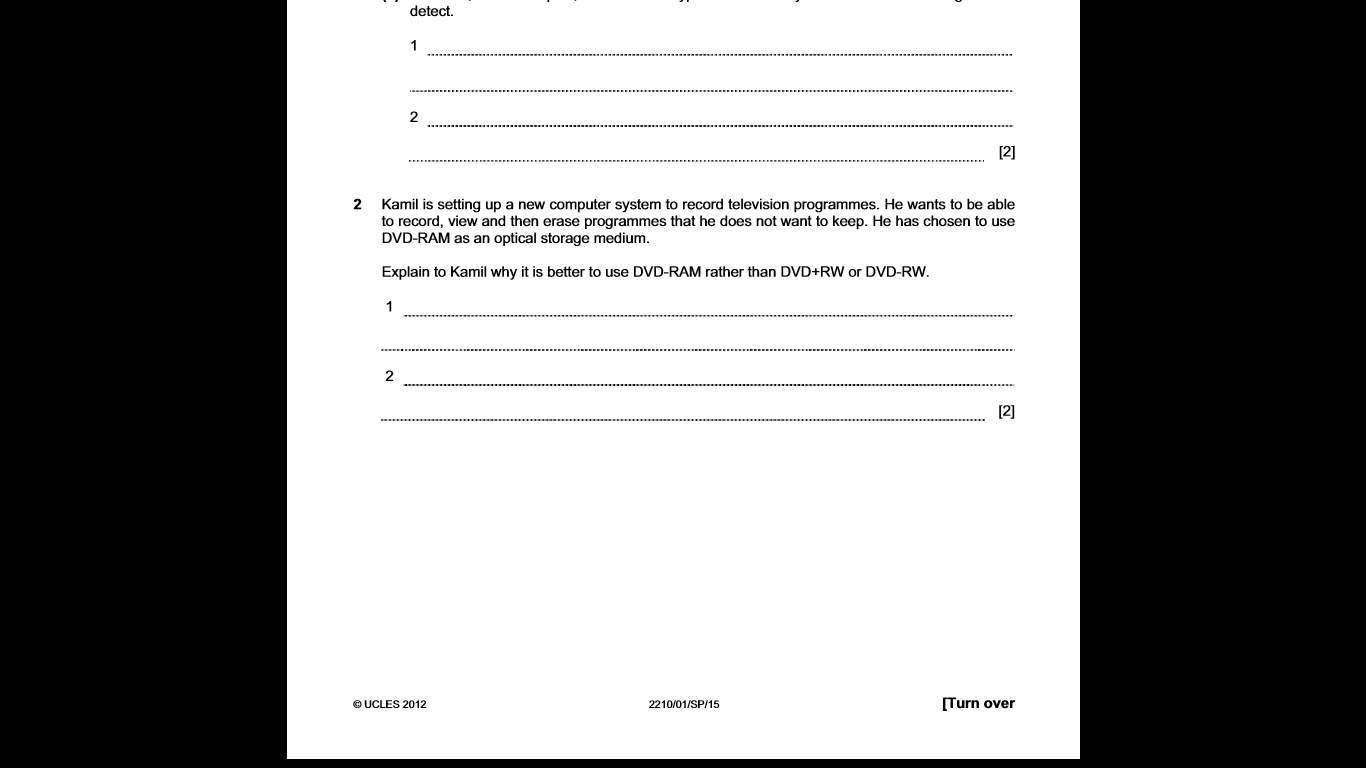 detect.
1
2
[2]
2 Kamil is setting up a new computer system to record television programmes. He wants to be able
to record, view and then erase programmes that he does not want to keep. He has chosen to use
DVD-RAM as an optical storage medium.
Explain to Kamil why it is better to use DVD-RAM rather than DVD+RW or DVD-RW.
1
2
[2]
© UCLES 2012 2210/01/SP/15 [Turn over